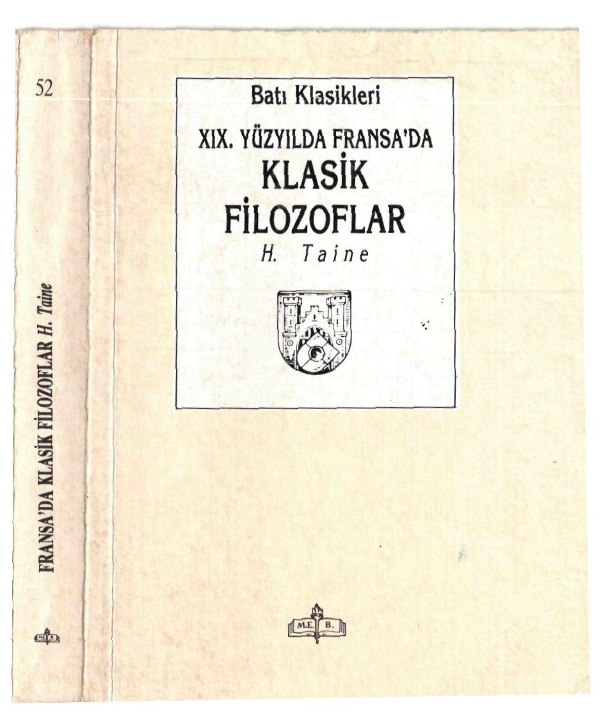 52
FRANSA'DA KLASİK FİLOZOFLAR H. Taine
Batı Klasikleri
XIX. YÜZYILDA FRANSA'DA
KLASİK
FİLOZOFLAR
H. Taine
M.E. B.